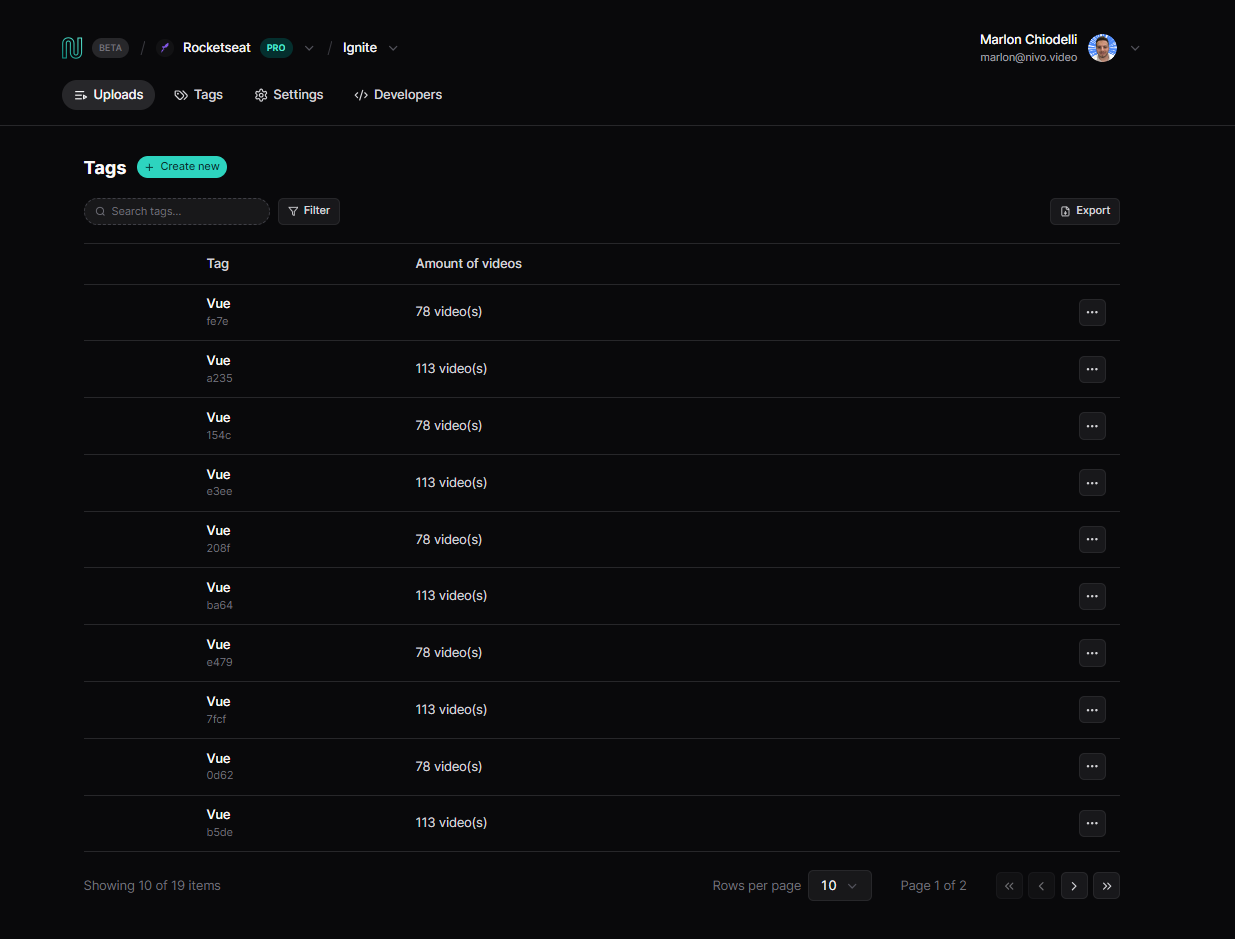 BETA / Rocketseat PRO / Ignite
Marlon Chiodelli
marlon@nivo.video
Uploads Tags Settings Developers
Tags + Create new
Search tags... Filter Export
Tag Amount of videos
Vue
fe7e
78 video(s)
Vue
a235
113 video(s)
Vue
154c
78 video(s)
Vue
e3ee
113 video(s)
Vue
208f
78 video(s)
Vue
ba64
113 video(s)
Vue
e479
78 video(s)
Vue
7fcf
113 video(s)
Vue
0d62
78 video(s)
Vue
b5de
113 video(s)
Showing 10 of 19 items Rows per page 10 Page 1 of 2